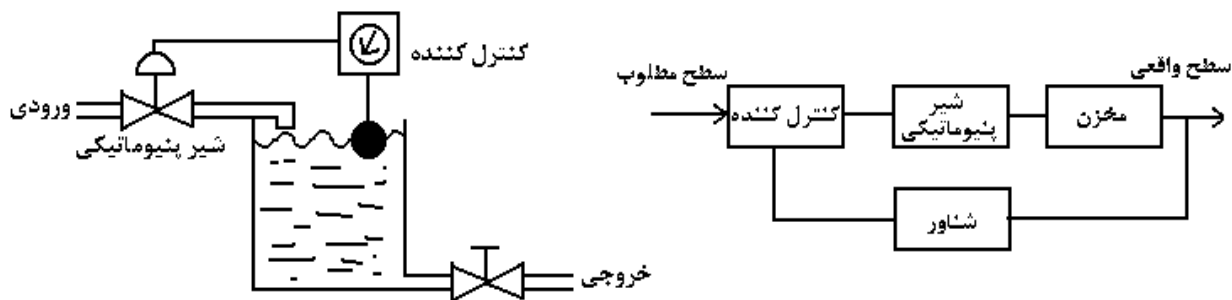 کنترل کننده
ورودی
شیر پنیوماتیکی
خروجی
سطح مطلوب
سطح واقعی
کنترل کننده
شیر
پنیوماتیکی
مخزن
شناور